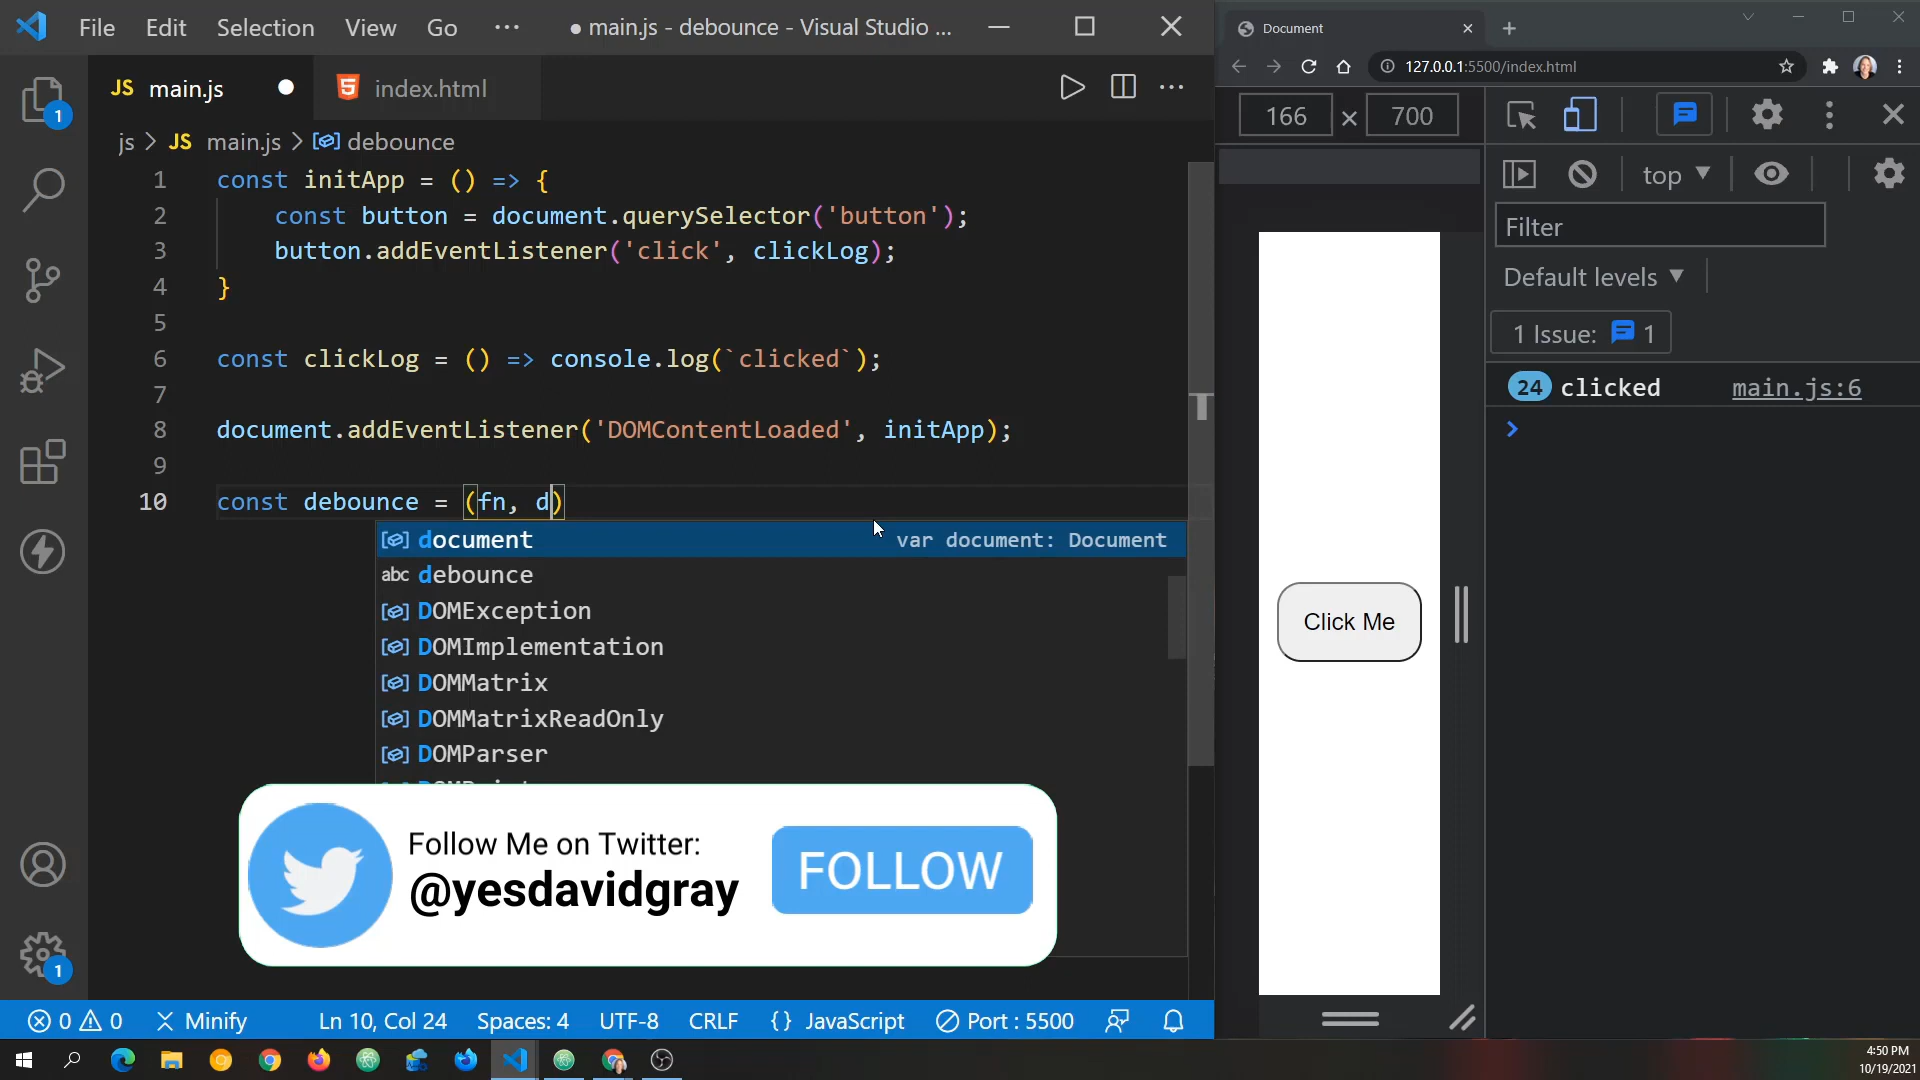 File Edit Selection View Go ··· ● main.js - debounce - Visual Studio ...
JS main.js ● index.html
js > JS main.js > debounce
1 const initApp = () => {
2 const button = document.querySelector('button');
3 button.addEventListener('click', clickLog);
4 }
5
6 const clickLog = () => console.log(`clicked`);
7
8 document.addEventListener('DOMContentLoaded', initApp);
9
10 const debounce = (fn, d)
document var document: Document
abc debounce
DOMException
DOMImplementation
DOMMatrix
DOMMatrixReadOnly
DOMParser
Follow Me on Twitter:
@yesdavidgray
FOLLOW
1
1
0 0 Minify Ln 10, Col 24 Spaces: 4 UTF-8 CRLF {} JavaScript Port : 5500
Document
127.0.0.1:5500/index.html
166 × 700
top
Filter
Default levels
1 Issue: 1
24 clicked main.js:6
Click Me
4:50 PM
10/19/2021